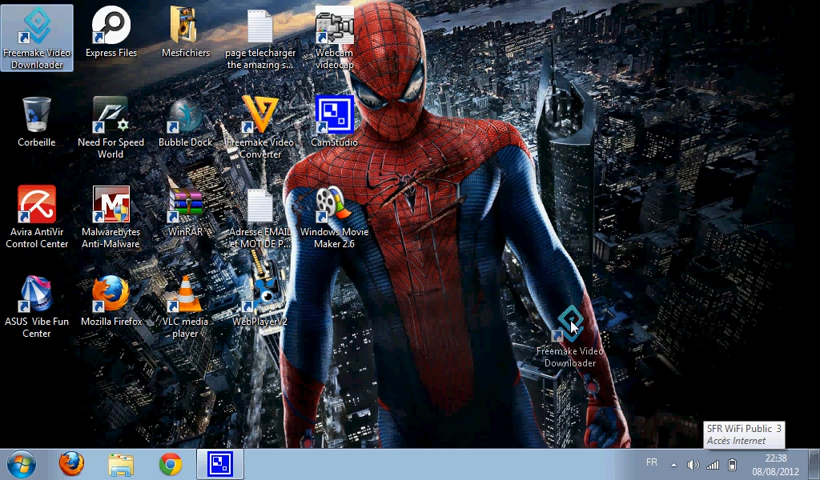 Freemake Video
Downloader
Express Files
Mesfichiers
page telecharger
the amazing s...
Webcam
videocap
Corbeille
Need For Speed
World
Bubble Dock
Freemake Video
Converter
CamStudio
Avira AntiVir
Control Center
Malwarebytes
Anti-Malware
WinRAR
Adresse EMAIL
et MOT DE P...
Windows Movie
Maker 2.6
ASUS Vibe Fun
Center
Mozilla Firefox
VLC media
player
WebPlayerV2
Freemake Video
Downloader
SFR WiFi Public 3
Accès Internet
FR
22:38
08/08/2012